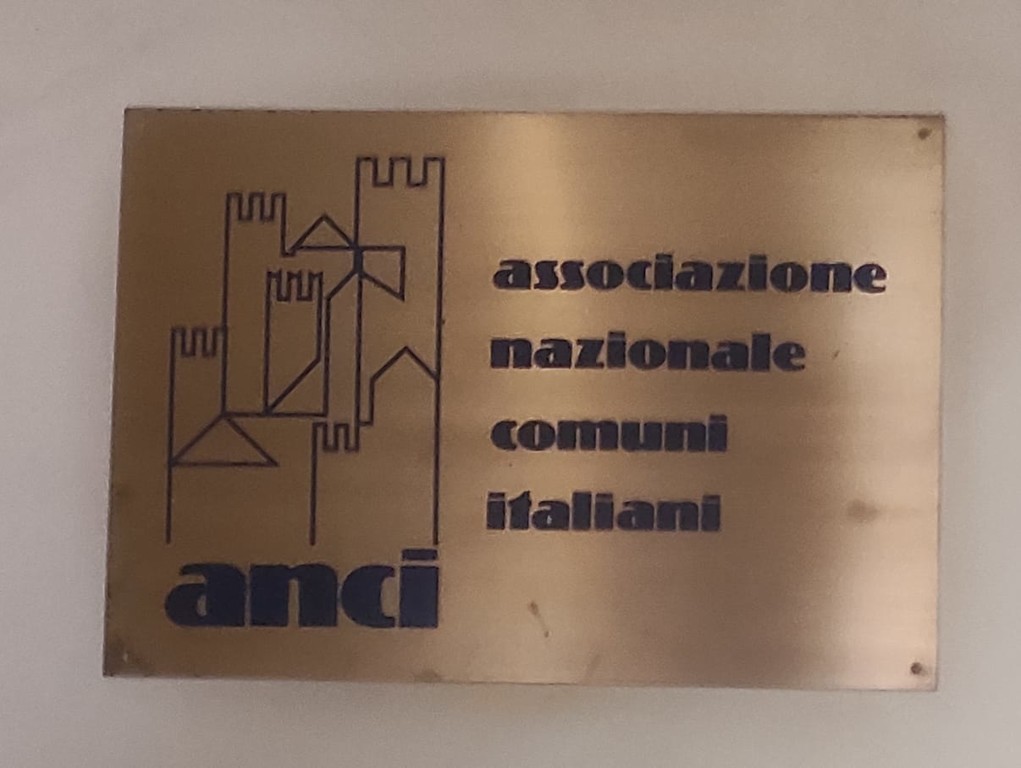 associazione
nazionale
comuni
italiani
anci